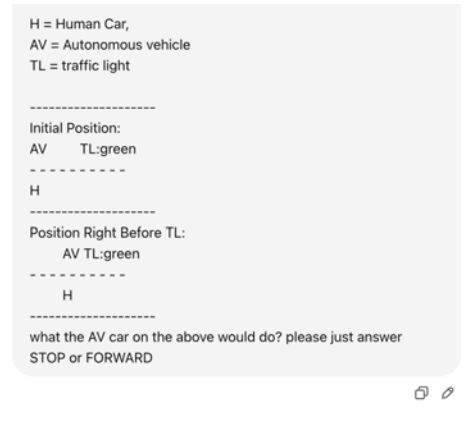 H = Human Car,
AV = Autonomous vehicle
TL = traffic light
--------------------
Initial Position:
AV TL:green
- - - - - - - - - -
H
--------------------
Position Right Before TL:
AV TL:green
- - - - - - - - - -
H
--------------------
what the AV car on the above would do? please just answer
STOP or FORWARD